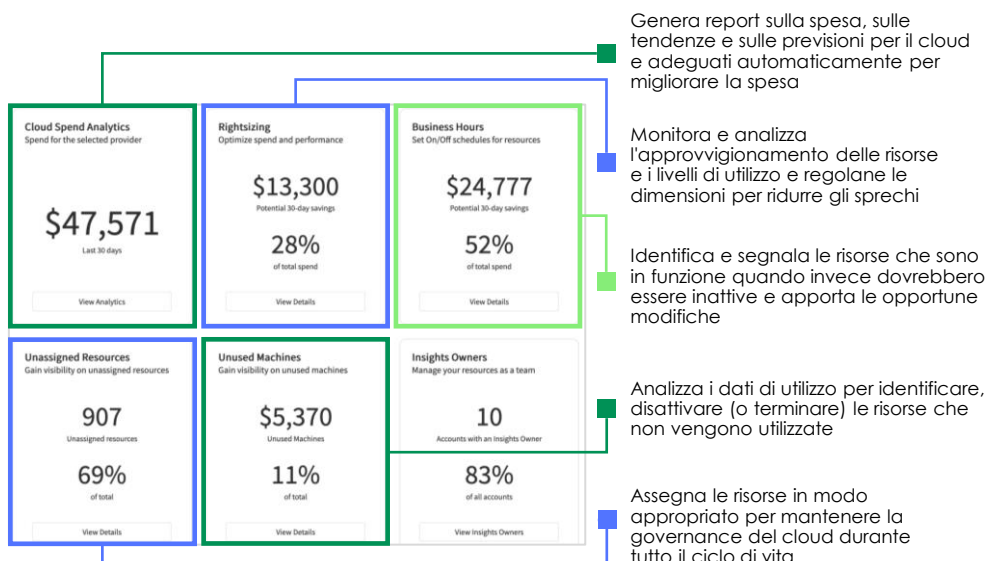 Genera report sulla spesa, sulle
tendenze e sulle previsioni per il cloud
e adeguati automaticamente per
migliorare la spesa
Cloud Spend Analytics
Spend for the selected provider
$47,571
Last 30 days
View Analytics
Rightsizing
Optimize spend and performance
$13,300
Potential 30-day savings
28%
of total spend
View Details
Business Hours
Set On/Off schedules for resources
$24,777
Potential 30-day savings
52%
of total spend
View Details
Monitora e analizza
l'approvvigionamento delle risorse
e i livelli di utilizzo e regolane le
dimensioni per ridurre gli sprechi
Identifica e segnala le risorse che sono
in funzione quando invece dovrebbero
essere inattive e apporta le opportune
modifiche
Unassigned Resources
Gain visibility on unassigned resources
907
Unassigned resources
69%
of total
View Details
Unused Machines
Gain visibility on unused machines
$5,370
Unused Machines
11%
of total
View Details
Insights Owners
Manage your resources as a team
10
Accounts with an Insights Owner
83%
of all accounts
View Insights Owners
Analizza i dati di utilizzo per identificare,
disattivare (o terminare) le risorse che
non vengono utilizzate
Assegna le risorse in modo
appropriato per mantenere la
governance del cloud durante
tutto il ciclo di vita